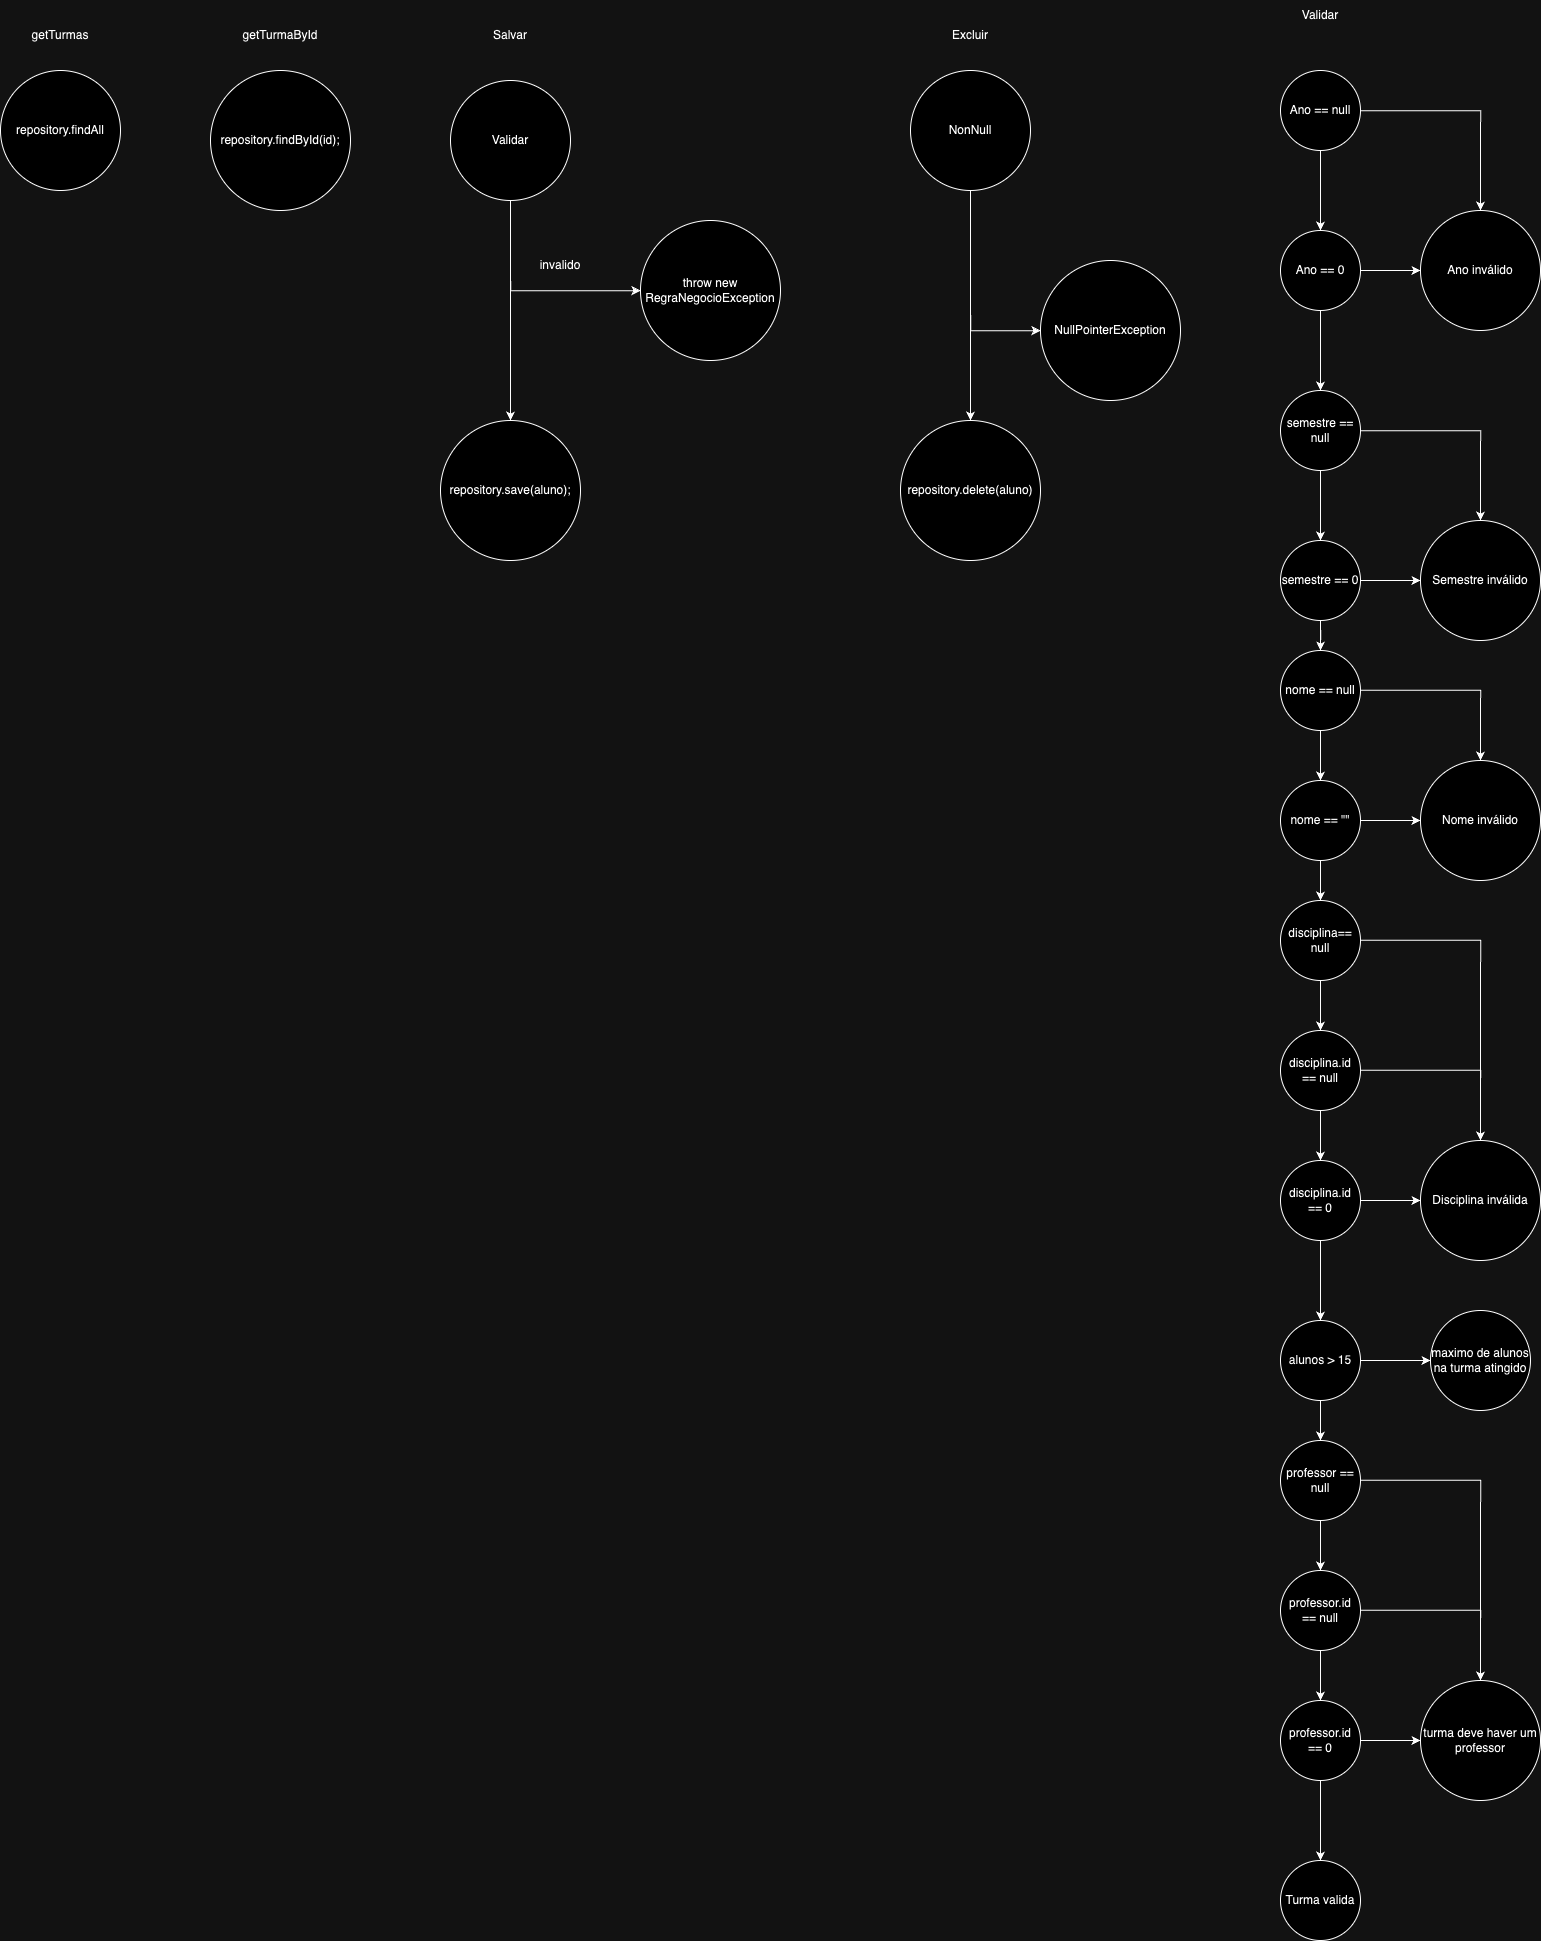 getTurmas
repository.findAll
getTurmaById
repository.findById(id);
Salvar
Validar
invalido
throw new
RegraNegocioException
repository.save(aluno);
Excluir
NonNull
NullPointerException
repository.delete(aluno)
Validar
Ano == null
Ano == 0
Ano inválido
semestre ==
null
semestre == 0
Semestre inválido
nome == null
nome == ""
Nome inválido
disciplina==
null
disciplina.id
== null
disciplina.id
== 0
Disciplina inválida
alunos > 15
maximo de alunos
na turma atingido
professor ==
null
professor.id
== null
professor.id
== 0
turma deve haver um
professor
Turma valida